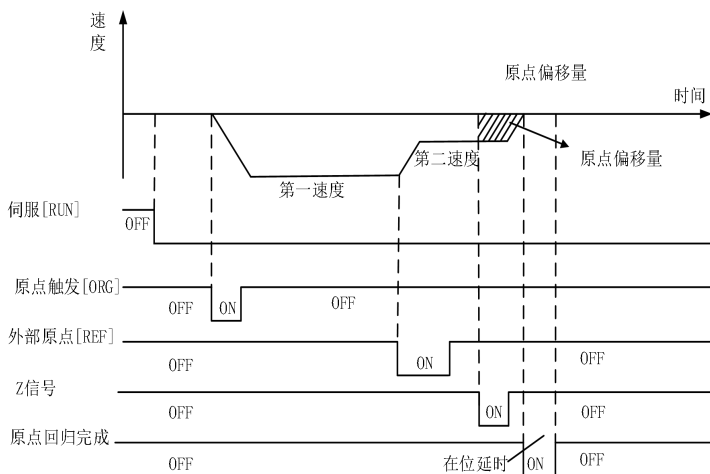 速度
原点偏移量
时间
第二速度
原点偏移量
第一速度
伺服[RUN]
OFF
原点触发[ORG]
OFF
ON
OFF
外部原点[REF]
OFF
ON
OFF
Z信号
OFF
ON
OFF
原点回归完成
OFF
在位延时
ON
OFF